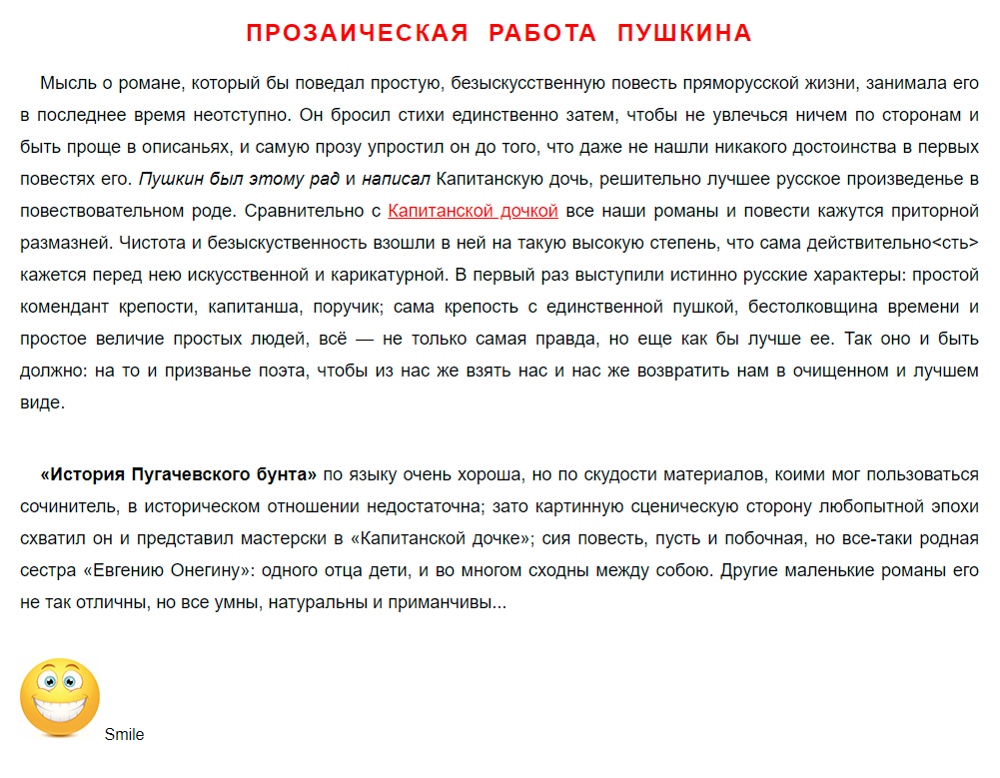 ПРОЗАИЧЕСКАЯ РАБОТА ПУШКИНА
Мысль о романе, который бы поведал простую, безыскусственную повесть пряморусской жизни, занимала его
в последнее время неотступно. Он бросил стихи единственно затем, чтобы не увлечься ничем по сторонам и
быть проще в описаньях, и самую прозу упростил он до того, что даже не нашли никакого достоинства в первых
повестях его. Пушкин был этому рад и написал Капитанскую дочь, решительно лучшее русское произведенье в
повествовательном роде. Сравнительно с Капитанской дочкой все наши романы и повести кажутся приторной
размазней. Чистота и безыскуственность взошли в ней на такую высокую степень, что сама действительно<сть>
кажется перед нею искусственной и карикатурной. В первый раз выступили истинно русские характеры: простой
комендант крепости, капитанша, поручик; сама крепость с единственной пушкой, бестолковщина времени и
простое величие простых людей, всё — не только самая правда, но еще как бы лучше ее. Так оно и быть
должно: на то и призванье поэта, чтобы из нас же взять нас и нас же возвратить нам в очищенном и лучшем
виде.
«История Пугачевского бунта» по языку очень хороша, но по скудости материалов, коими мог пользоваться
сочинитель, в историческом отношении недостаточна; зато картинную сценическую сторону любопытной эпохи
схватил он и представил мастерски в «Капитанской дочке»; сия повесть, пусть и побочная, но все-таки родная
сестра «Евгению Онегину»: одного отца дети, и во многом сходны между собою. Другие маленькие романы его
не так отличны, но все умны, натуральны и приманчивы...
Smile